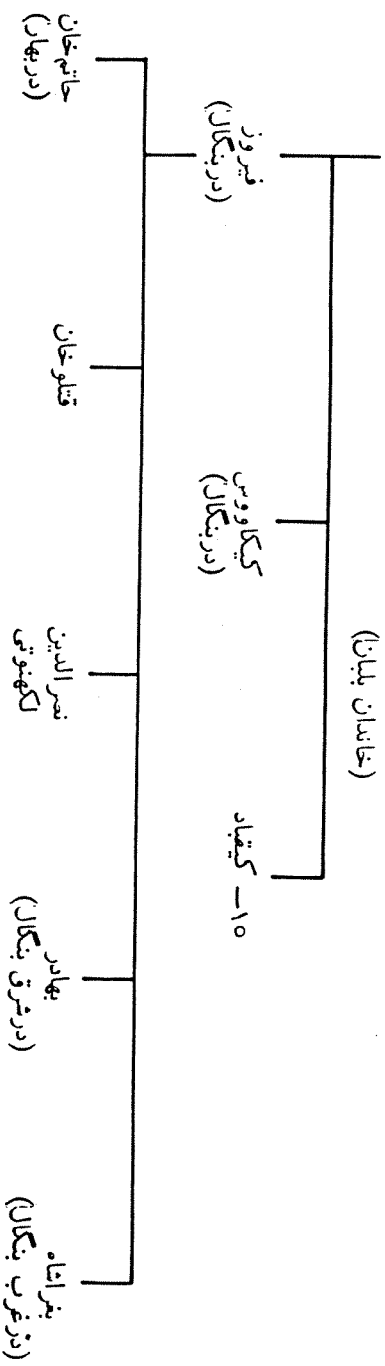 (خاندان بلبانا)
۱۵– کیقباد
کیکاووس
(در بنگال)
فیروز
(در بنگال)
بغراشاه
(در غرب بنگال)
بهادر
(در شرق بنگال)
نصرالدین
لکهنوتی
قتلوخان
حاتم خان
(در بهار)